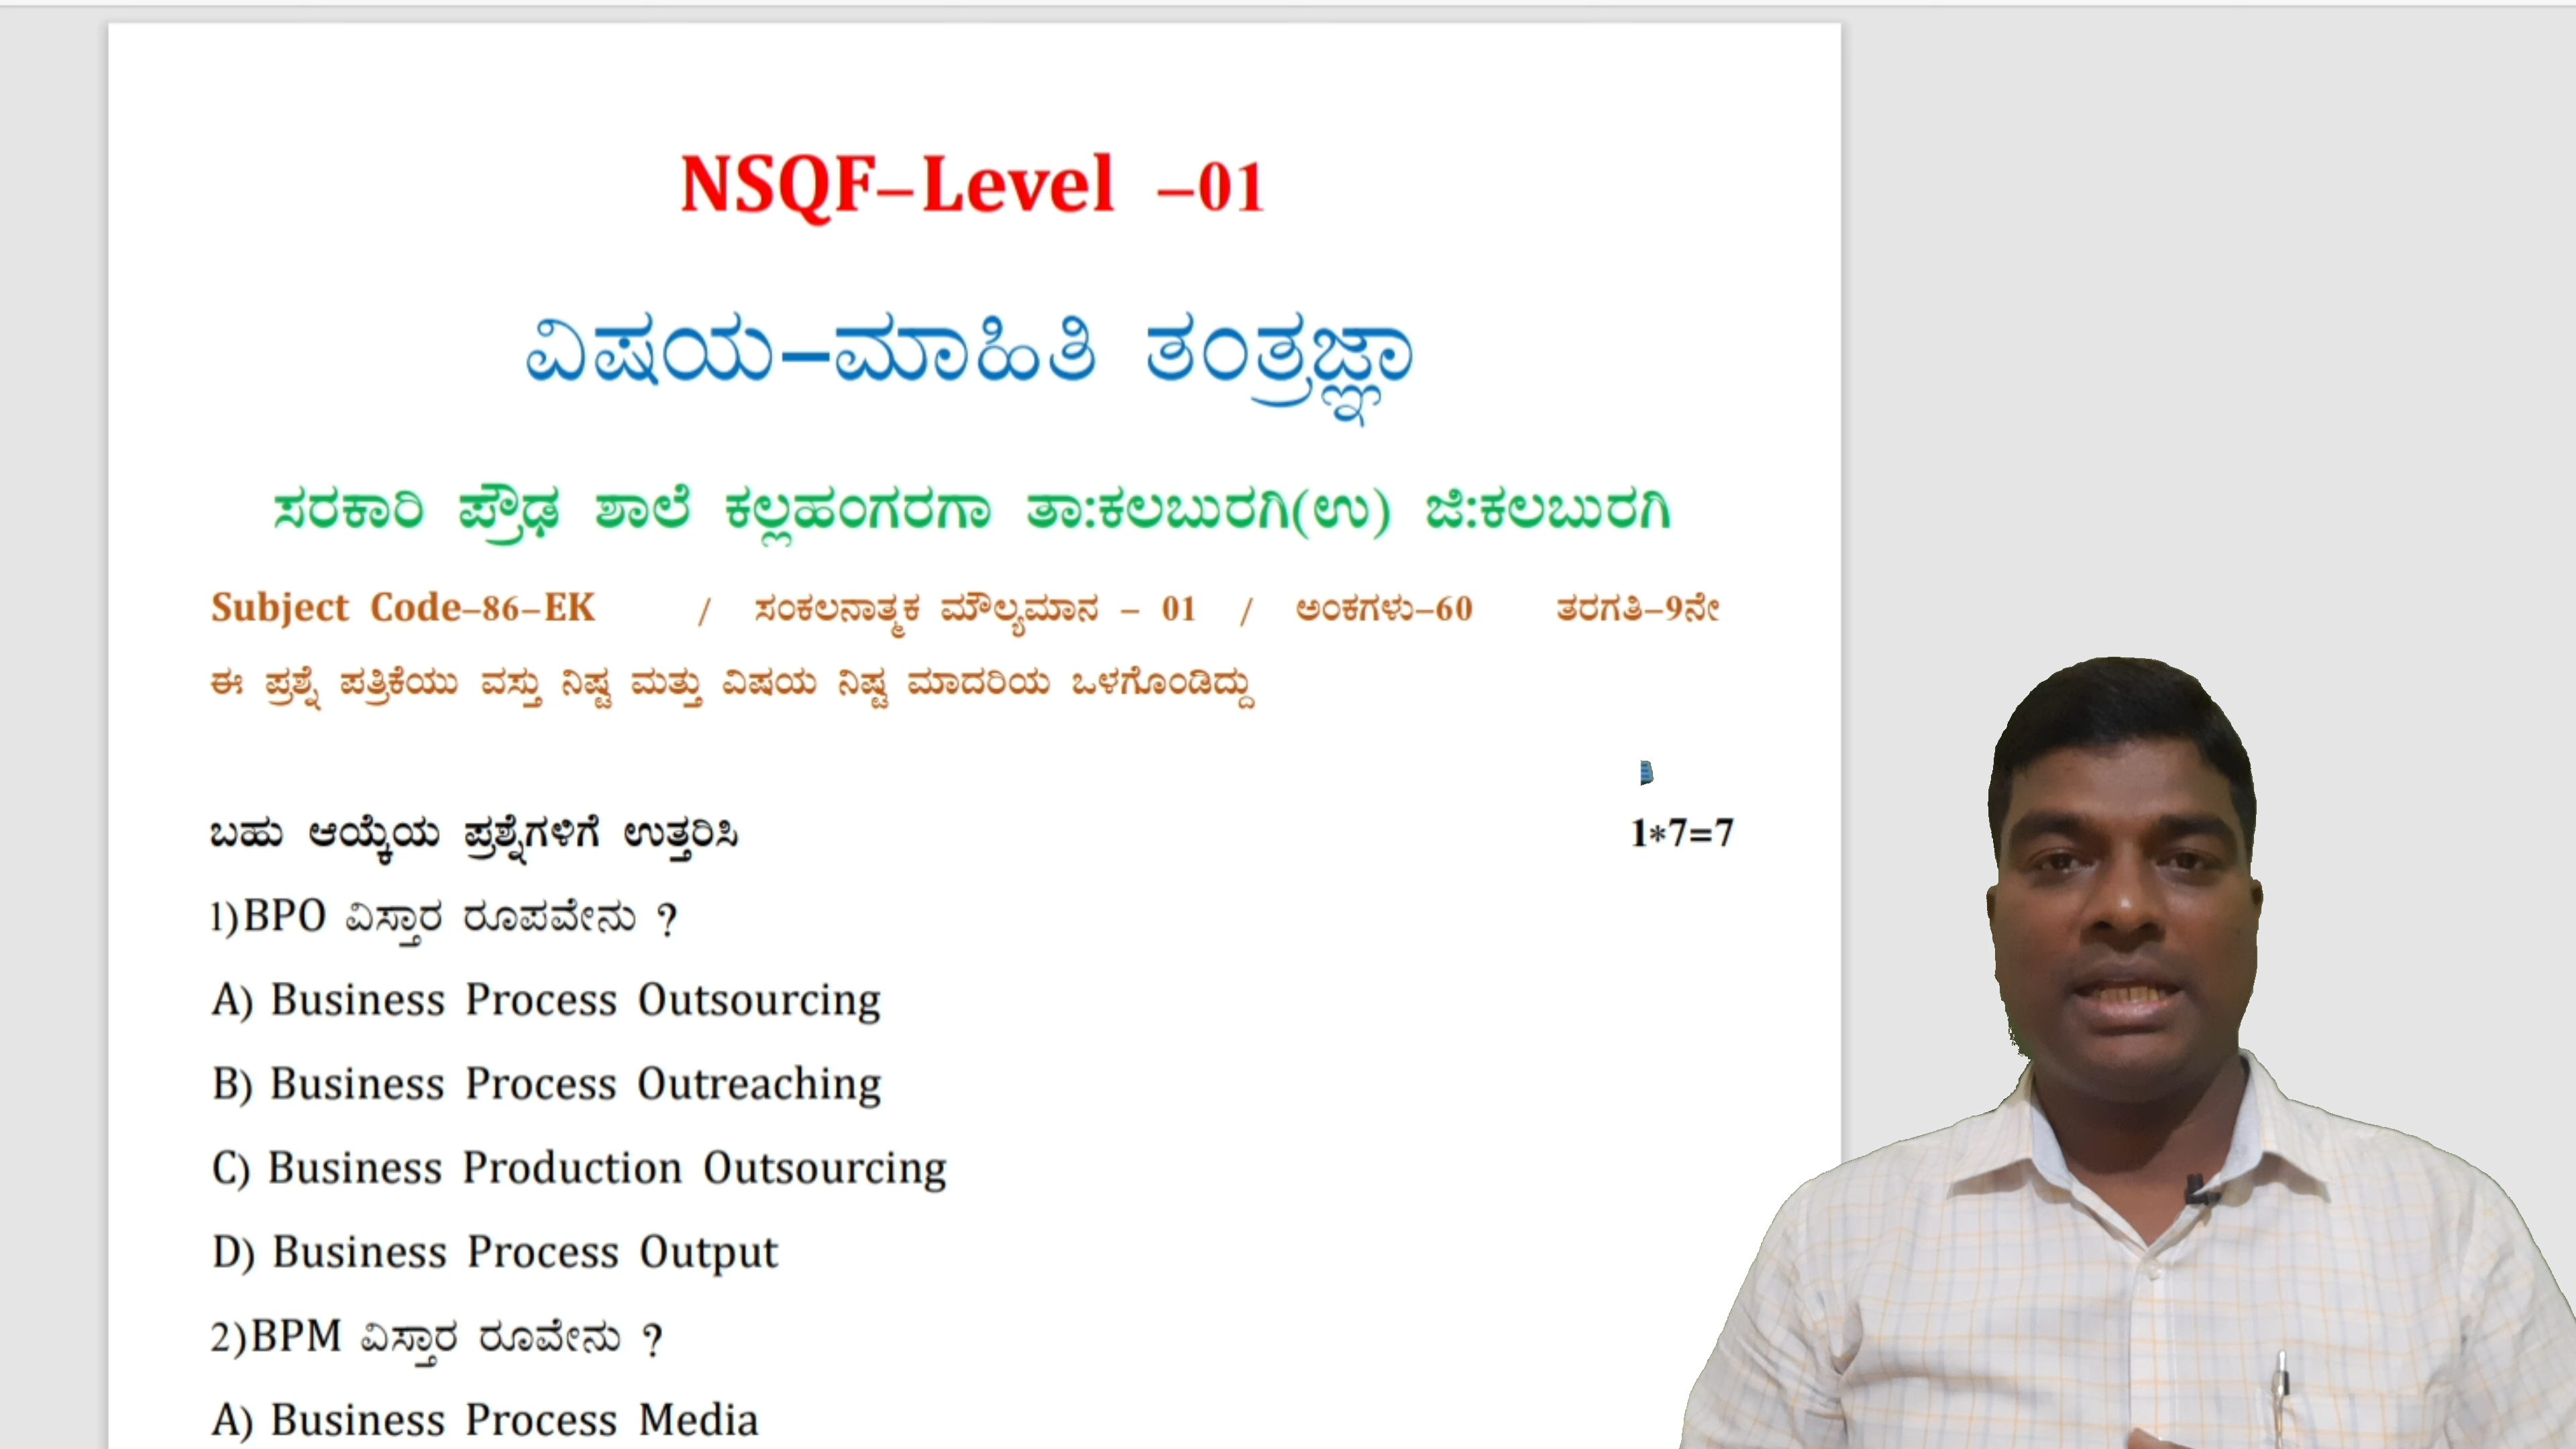 NSQF-Level -01
ವಿಷಯ-ಮಾಹಿತಿ ತಂತ್ರಜ್ಞಾ
ಸರಕಾರಿ ಪ್ರೌಢ ಶಾಲೆ ಕಲ್ಲಹಂಗರಗಾ ತಾ:ಕಲಬುರಗಿ(ಉ) ಜಿ:ಕಲಬುರಗಿ
Subject Code-86-EK / ಸಂಕಲನಾತ್ಮಕ ಮೌಲ್ಯಮಾನ - 01 / ಅಂಕಗಳು-60 ತರಗತಿ-9ನೇ
ಈ ಪ್ರಶ್ನೆ ಪತ್ರಿಕೆಯು ವಸ್ತು ನಿಷ್ಟ ಮತ್ತು ವಿಷಯ ನಿಷ್ಟ ಮಾದರಿಯ ಒಳಗೊಂಡಿದ್ದು
ಬಹು ಆಯ್ಕೆಯ ಪ್ರಶ್ನೆಗಳಿಗೆ ಉತ್ತರಿಸಿ 1*7=7
1)BPO ವಿಸ್ತಾರ ರೂಪವೇನು ?
A) Business Process Outsourcing
B) Business Process Outreaching
C) Business Production Outsourcing
D) Business Process Output
2)BPM ವಿಸ್ತಾರ ರೂವೇನು ?
A) Business Process Media